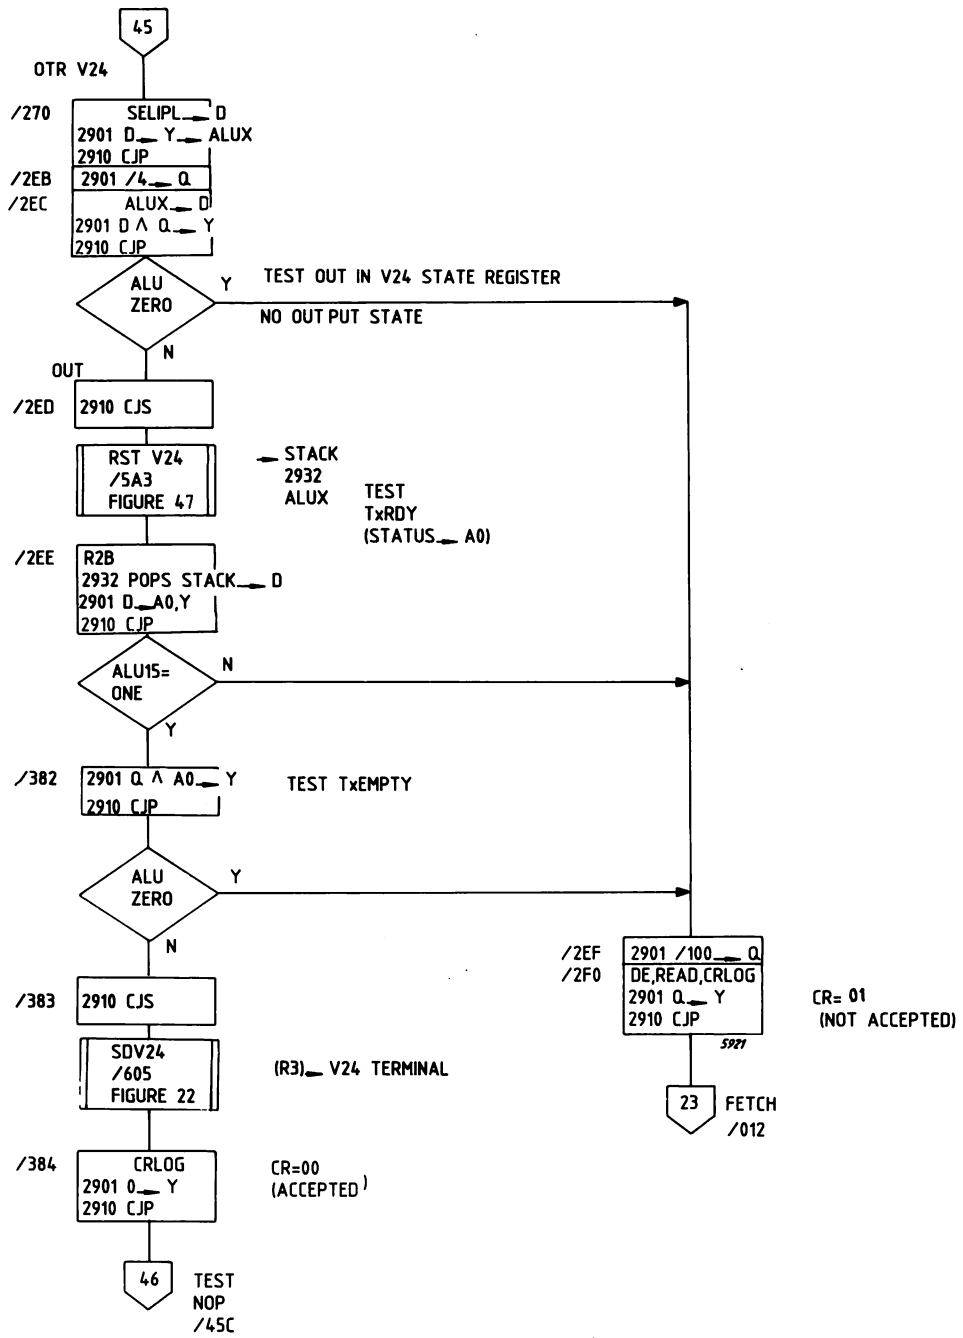 45
OTR V24
/270
SELIPL → D
2901 D → Y → ALUX
2910 CJP
/2EB
2901 /4 → Q
/2EC
ALUX → D
2901 D ∧ Q → Y
2910 CJP
ALU
ZERO
Y
TEST OUT IN V24 STATE REGISTER
NO OUTPUT STATE
N
OUT
/2ED
2910 CJS
RST V24
/5A3
FIGURE 47
→ STACK
2932
ALUX
TEST
TxRDY
(STATUS → A0)
/2EE
R2B
2932 POPS STACK → D
2901 D → A0,Y
2910 CJP
ALU15=
ONE
N
Y
/382
2901 Q ∧ A0 → Y
2910 CJP
TEST TxEMPTY
ALU
ZERO
Y
N
/2EF
2901 /100 → Q
/2F0
DE,READ,CRLOG
2901 Q → Y
2910 CJP
CR= 01
(NOT ACCEPTED)
5921
/383
2910 CJS
SDV24
/605
FIGURE 22
(R3) → V24 TERMINAL
23
FETCH
/012
/384
CRLOG
2901 0 → Y
2910 CJP
CR=00
(ACCEPTED)
46
TEST
NOP
/45C